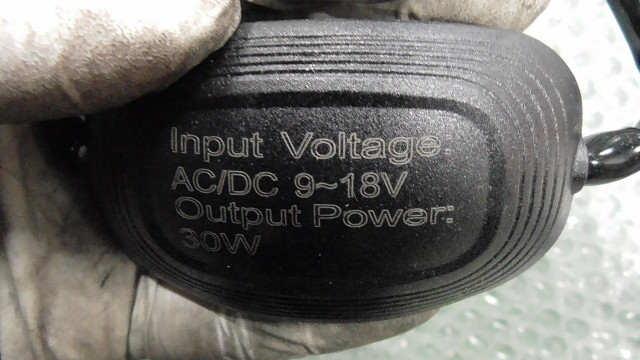 Input Voltage:
AC/DC 9~18V
Output Power:
30W